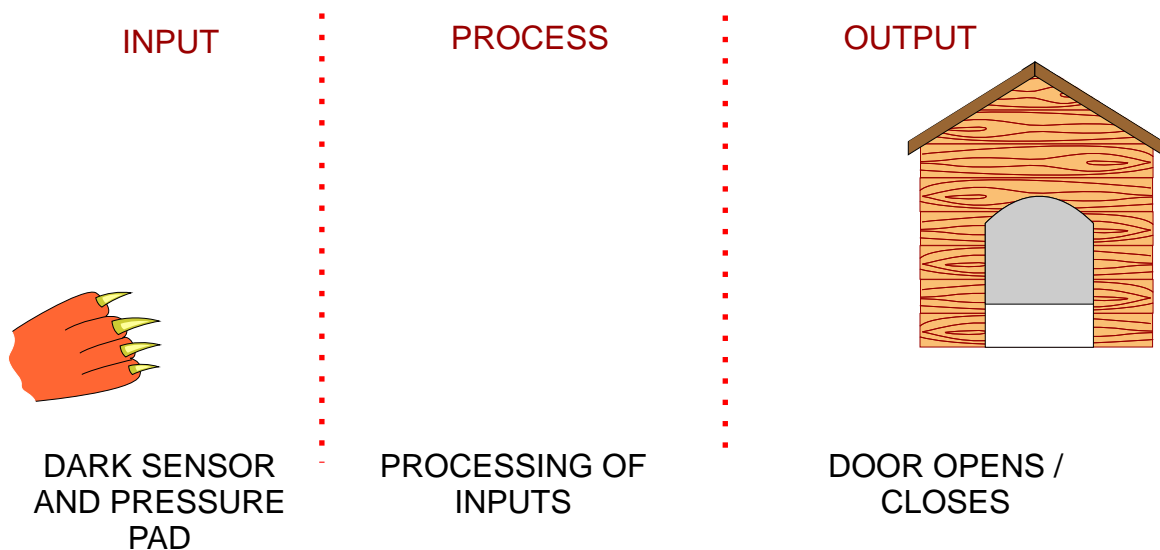 INPUT
PROCESS
OUTPUT
DARK SENSOR
AND PRESSURE
PAD
PROCESSING OF
INPUTS
DOOR OPENS /
CLOSES